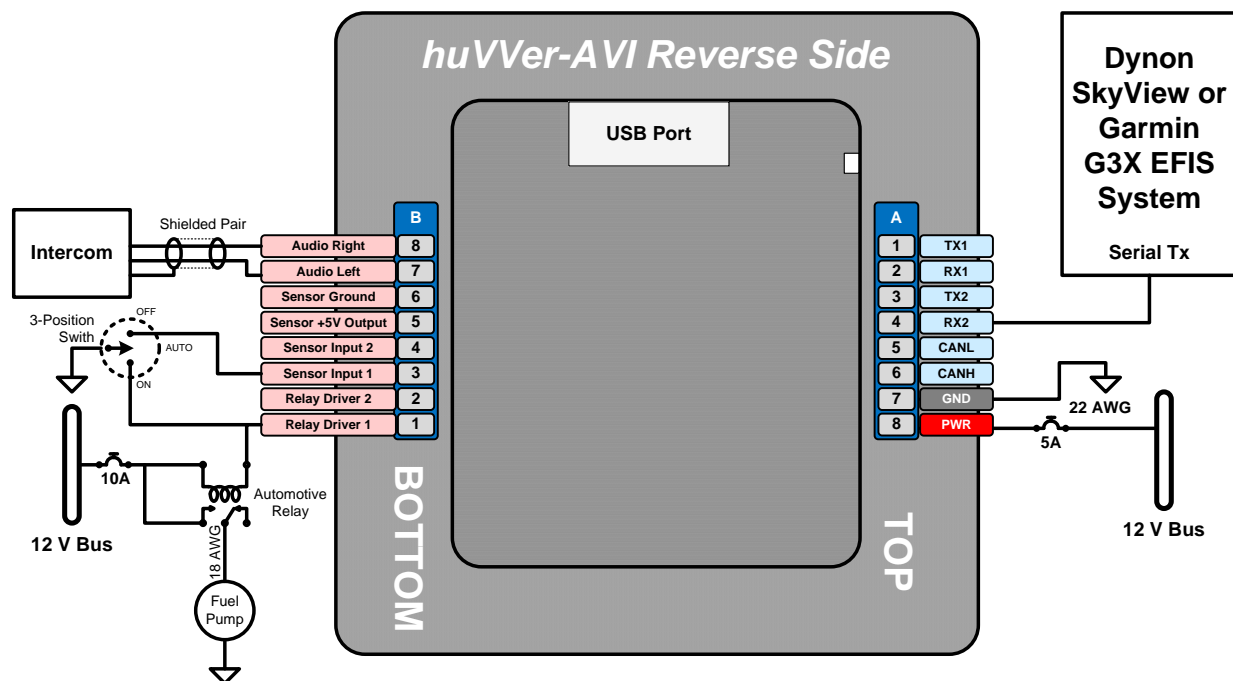 huVVer-AVI Reverse Side
USB Port
Dynon
SkyView or
Garmin
G3X EFIS
System
Serial Tx
Intercom
Shielded Pair
B
Audio Right 8
Audio Left 7
Sensor Ground 6
Sensor +5V Output 5
Sensor Input 2 4
Sensor Input 1 3
Relay Driver 2 2
Relay Driver 1 1
BOTTOM
A
1 TX1
2 RX1
3 TX2
4 RX2
5 CANL
6 CANH
7 GND
8 PWR
TOP
3-Position
Swith
OFF
AUTO
ON
10A
12 V Bus
Automotive
Relay
18 AWG
Fuel
Pump
22 AWG
5A
12 V Bus